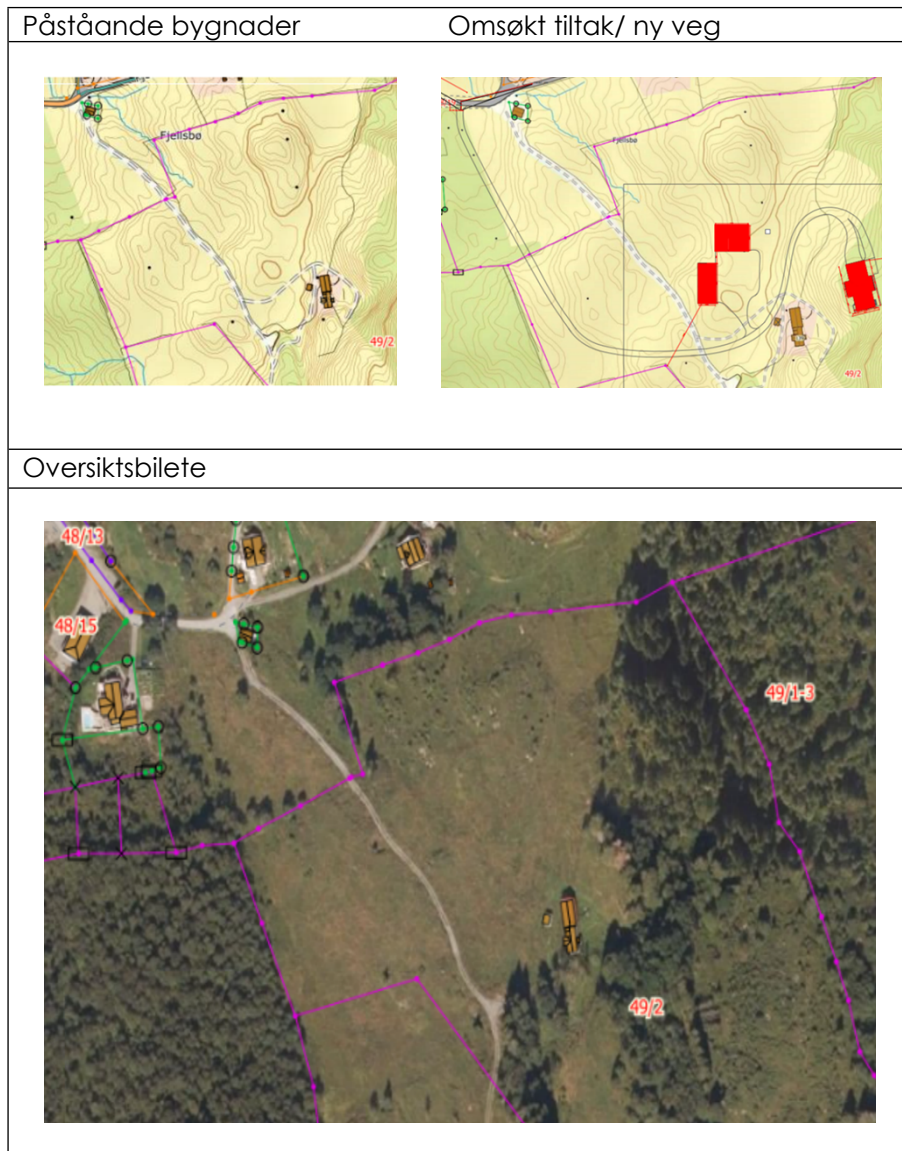 Påståande bygnader
Omsøkt tiltak/ ny veg
Fjellsbø
49/2
Fjellsbø
49/2
Oversiktsbilete
48/13
48/15
49/1-3
49/2